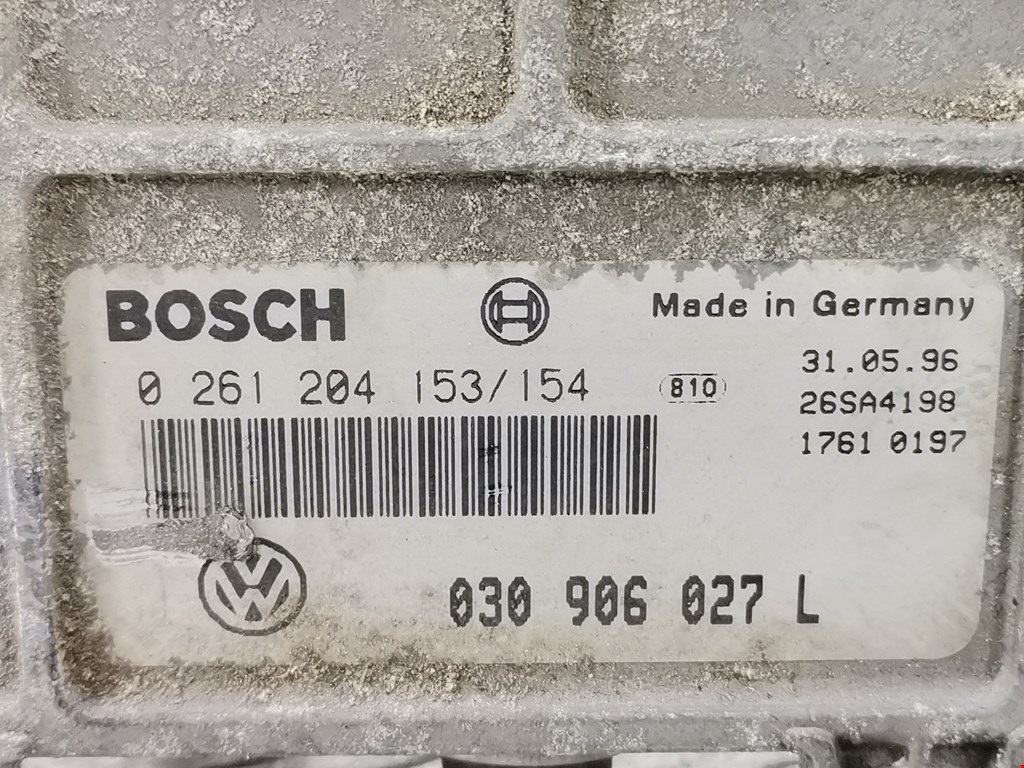 BOSCH
Made in Germany
0 261 204 153/154
810
31.05.96
26SA4198
1761 0197
VW
030 906 027 L